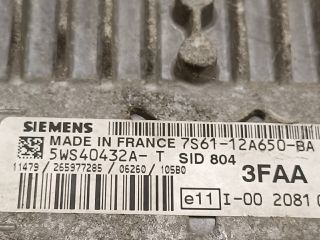 SIEMENS
MADE IN FRANCE 7S61-12A650-BA
5WS40432A- T SID 804
11479 / 265977285 / 06260 / 105B0
3FAA
e11 I-00 2081